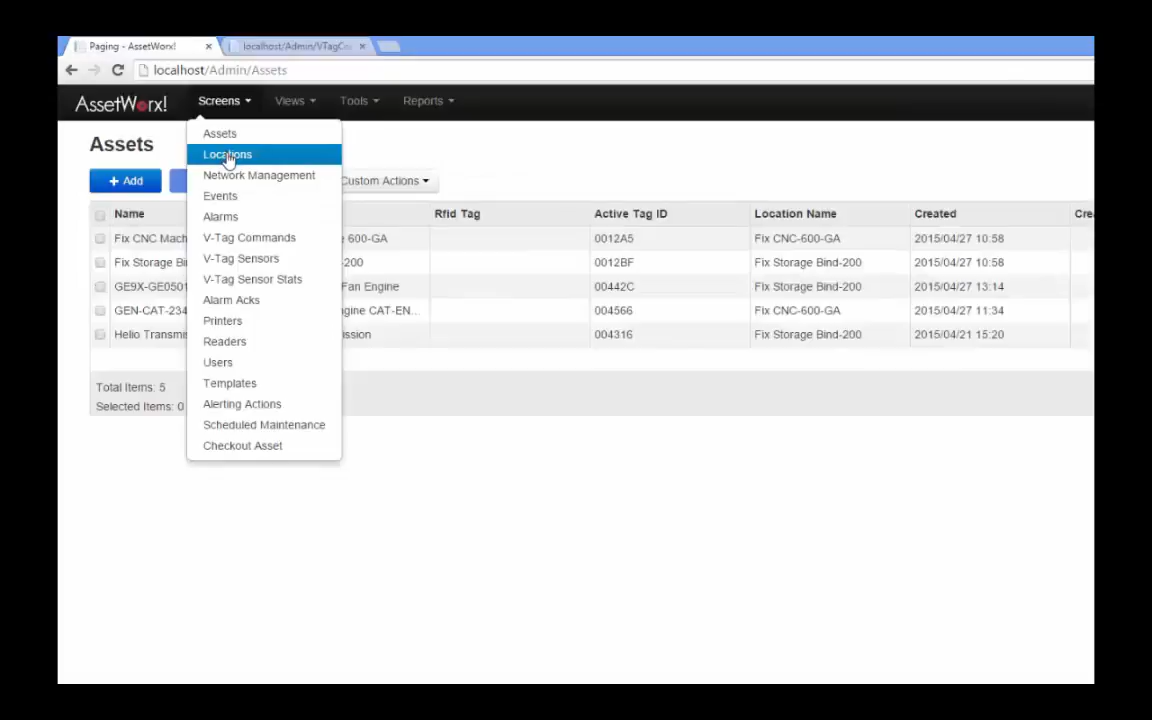 Paging - AssetWorx!
localhost/Admin/VTagCo
localhost/Admin/Assets
AssetWorx!
Screens
Views
Tools
Reports
Assets
Assets
Locations
Network Management
Events
Alarms
V-Tag Commands
V-Tag Sensors
V-Tag Sensor Stats
Alarm Acks
Printers
Readers
Users
Templates
Alerting Actions
Scheduled Maintenance
Checkout Asset
+ Add
Custom Actions
Name Rfid Tag Active Tag ID Location Name Created Cre
Fix CNC Mach 600-GA 0012A5 Fix CNC-600-GA 2015/04/27 10:58
Fix Storage Bi -200 0012BF Fix Storage Bind-200 2015/04/27 10:58
GE9X-GE0501 Fan Engine 00442C Fix Storage Bind-200 2015/04/27 13:14
GEN-CAT-234 gine CAT-EN... 004566 Fix CNC-600-GA 2015/04/27 11:34
Helio Transmis ission 004316 Fix Storage Bind-200 2015/04/21 15:20
Total Items: 5
Selected Items: 0